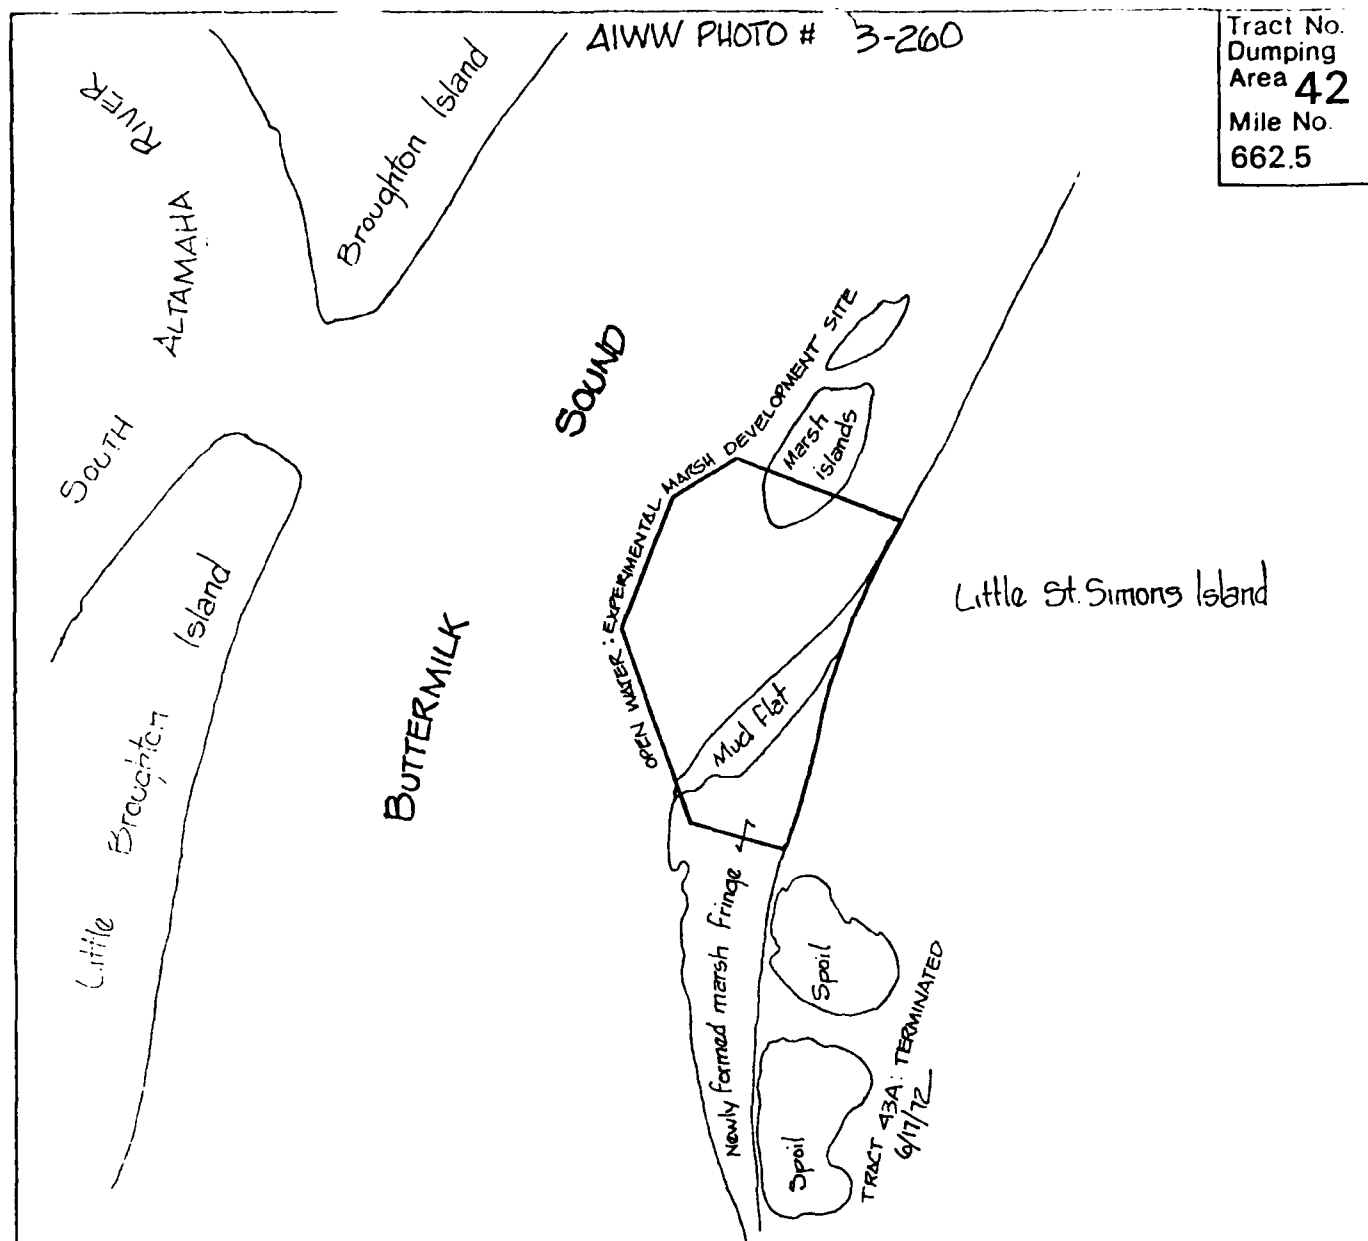 AIWW PHOTO # 3-260
Tract No.
Dumping
Area 42
Mile No.
662.5
SOUTH ALTAMAHA RIVER
Broughton Island
BUTTERMILK SOUND
OPEN WATER : EXPERIMENTAL MARSH DEVELOPMENT SITE
Marsh
islands
Little St. Simons Island
Little Broughton Island
Mud Flat
Newly formed marsh fringe
Spoil
Spoil
TRACT 43A: TERMINATED
6/17/72